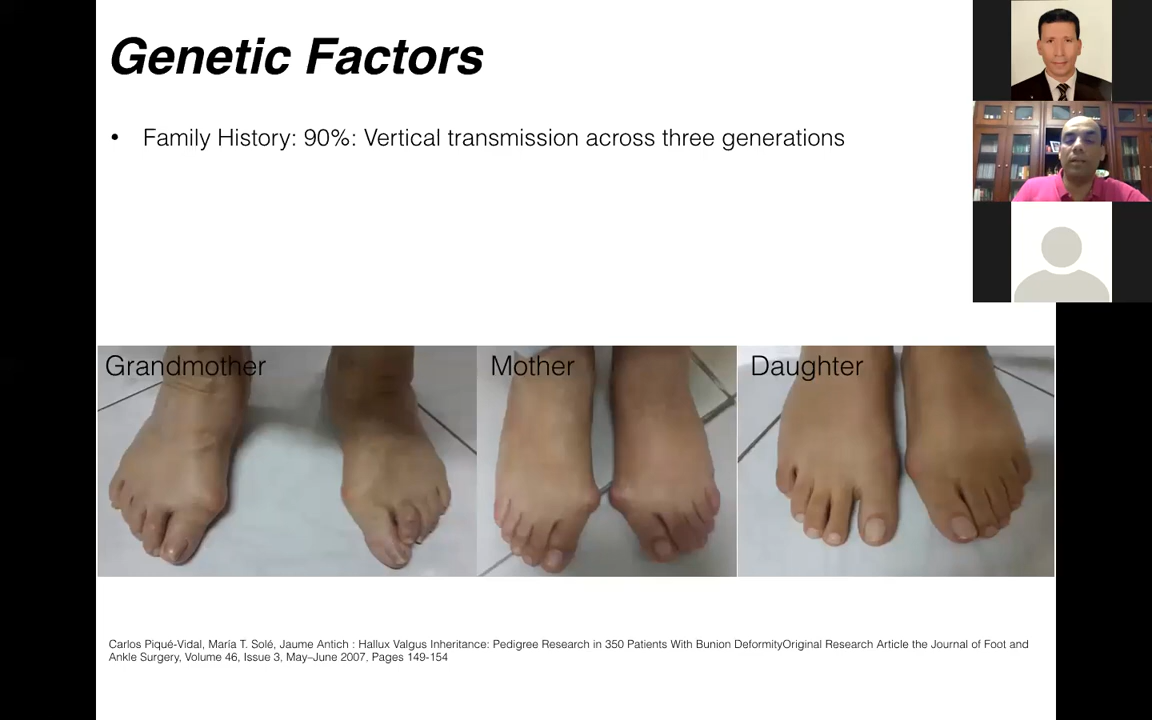 Genetic Factors
• Family History: 90%: Vertical transmission across three generations
Grandmother
Mother
Daughter
Carlos Piqué-Vidal, María T. Solé, Jaume Antich : Hallux Valgus Inheritance: Pedigree Research in 350 Patients With Bunion DeformityOriginal Research Article the Journal of Foot and
Ankle Surgery, Volume 46, Issue 3, May–June 2007, Pages 149-154